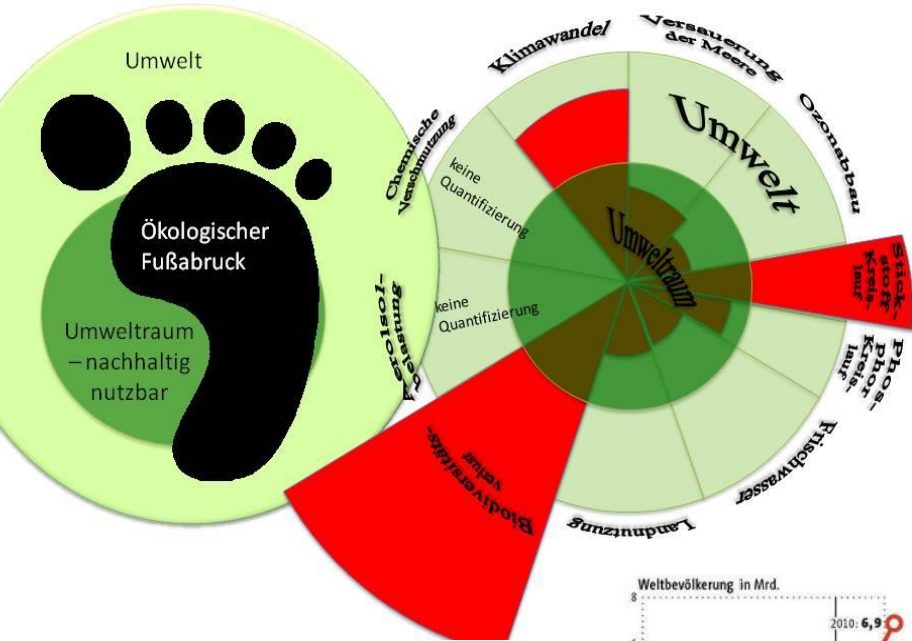 Umwelt
Ökologischer
Fußabruck
Umweltraum
– nachhaltig
nutzbar
Klimawandel
Versauerung
der Meere
Ozonabbau
Stick-
stoff
Kreis-
lauf
Phos-
Phor
Kreis-
lauf
Frischwasser
Landnutzung
Biodiversitäts-
verlust
Aerolsol-
Belastung
Chemische
Verschmutzung
keine
Quantifizierung
keine
Quantifizierung
Umwelt
Umweltraum
Weltbevölkerung in Mrd.
8
2010: 6,9